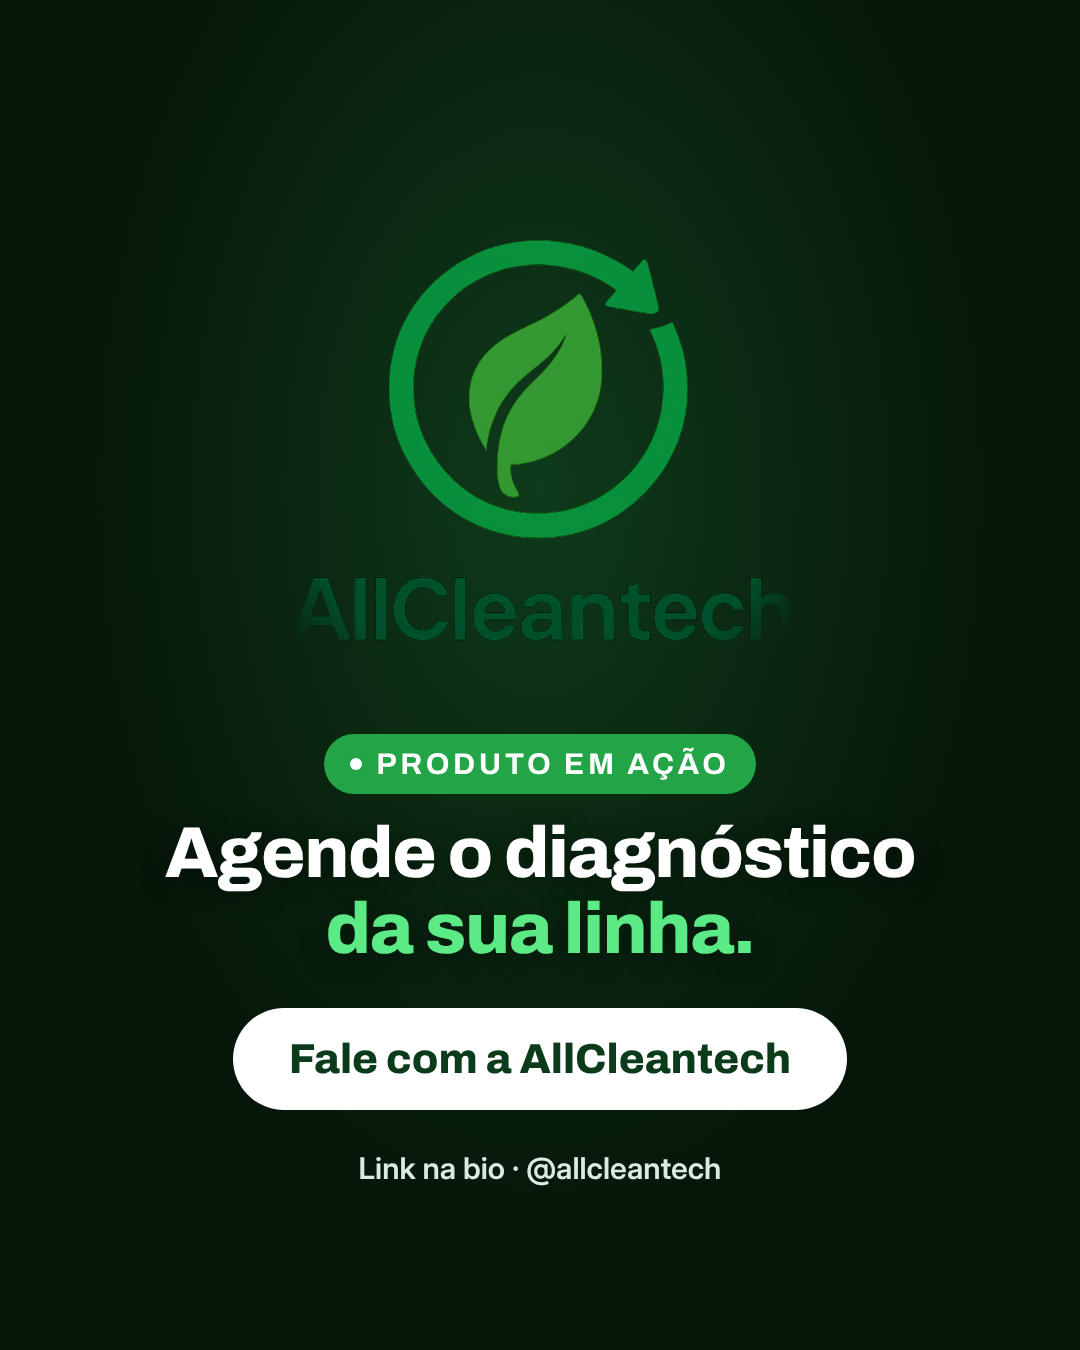 AllCleantech
• PRODUTO EM AÇÃO
Agende o diagnóstico
da sua linha.
Fale com a AllCleantech
Link na bio · @allcleantech